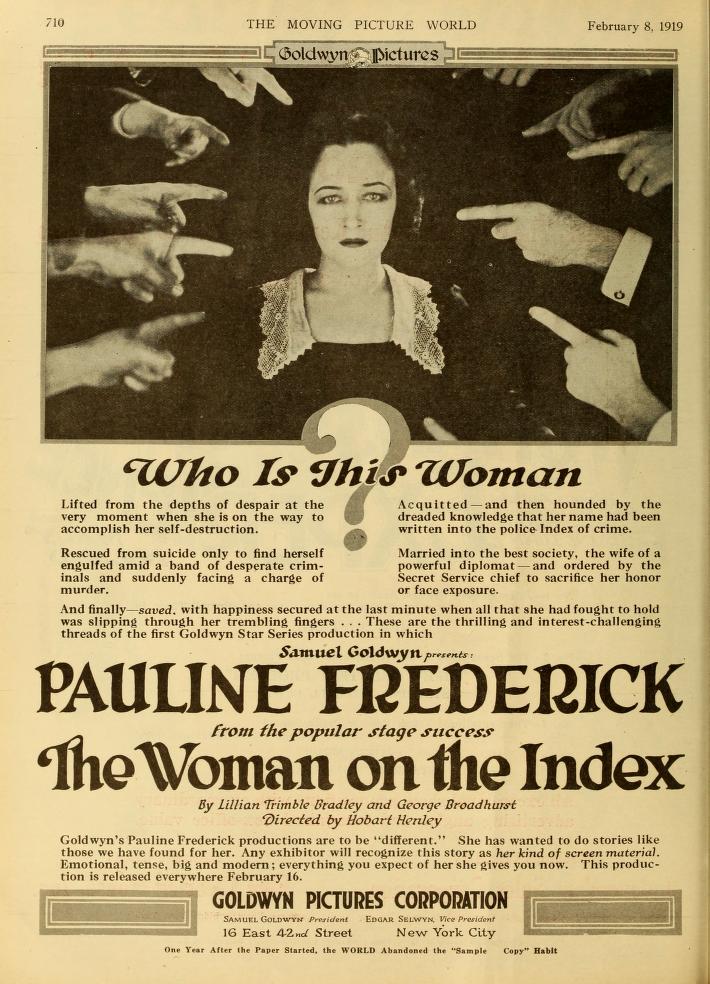 710
THE MOVING PICTURE WORLD
February 8, 1919
Goldwyn Pictures
?
Who Is This Woman
Lifted from the depths of despair at the
very moment when she is on the way to
accomplish her self-destruction.
Rescued from suicide only to find herself
engulfed amid a band of desperate crim-
inals and suddenly facing a charge of
murder.
Acquitted—and then hounded by the
dreaded knowledge that her name had been
written into the police Index of crime.
Married into the best society, the wife of a
powerful diplomat—and ordered by the
Secret Service chief to sacrifice her honor
or face exposure.
And finally—saved, with happiness secured at the last minute when all that she had fought to hold
was slipping through her trembling fingers . . . These are the thrilling and interest-challenging
threads of the first Goldwyn Star Series production in which
Samuel Goldwyn presents:
PAULINE FREDERICK
from the popular stage success
The Woman on the Index
By Lillian Trimble Bradley and George Broadhurst
Directed by Hobart Henley
Goldwyn's Pauline Frederick productions are to be "different." She has wanted to do stories like
those we have found for her. Any exhibitor will recognize this story as her kind of screen material.
Emotional, tense, big and modern; everything you expect of her she gives you now. This produc-
tion is released everywhere February 16.
GOLDWYN PICTURES CORPORATION
SAMUEL GOLDWYN President EDGAR SELWYN, Vice President
16 East 42nd Street New York City
One Year After the Paper Started, the WORLD Abandoned the "Sample Copy" Habit